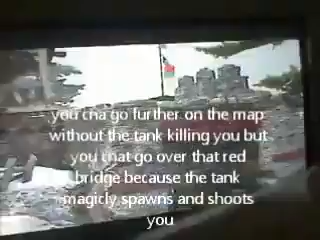 you cna go further on the map
without the tank killing you but
you cnat go over that red
bridge because the tank
magicly spawns and shoots
you